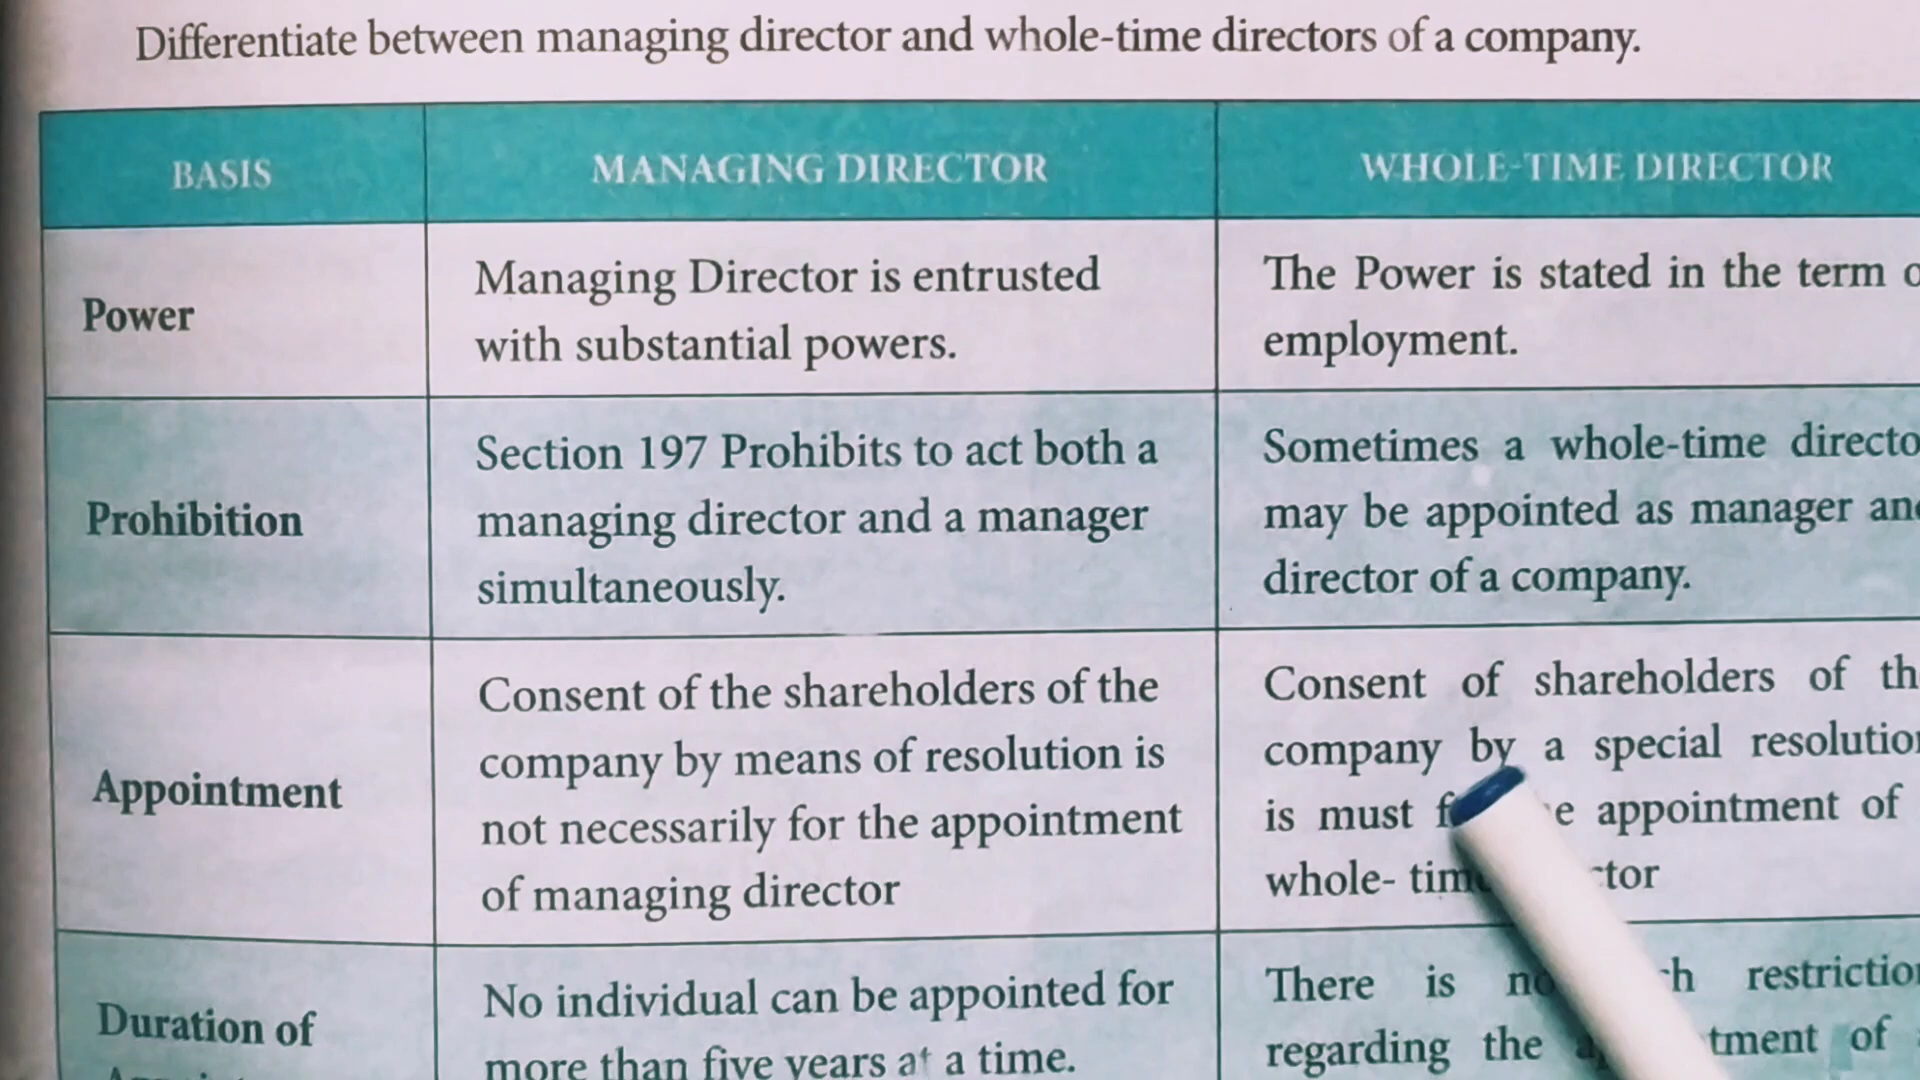 Differentiate between managing director and whole-time directors of a company.
BASIS
MANAGING DIRECTOR
WHOLE-TIME DIRECTOR
Power
Managing Director is entrusted
with substantial powers.
The Power is stated in the term
employment.
Prohibition
Section 197 Prohibits to act both a
managing director and a manager
simultaneously.
Sometimes a whole-time
may be appointed as manager
director of a company.
Appointment
Consent of the shareholders of the
company by means of resolution is
not necessarily for the appointment
of managing director
Consent of shareholders of
company by a special
is must appointment of
whole-
Duration of
No individual can be appointed for
more than five years at a time.
There is
regarding the of